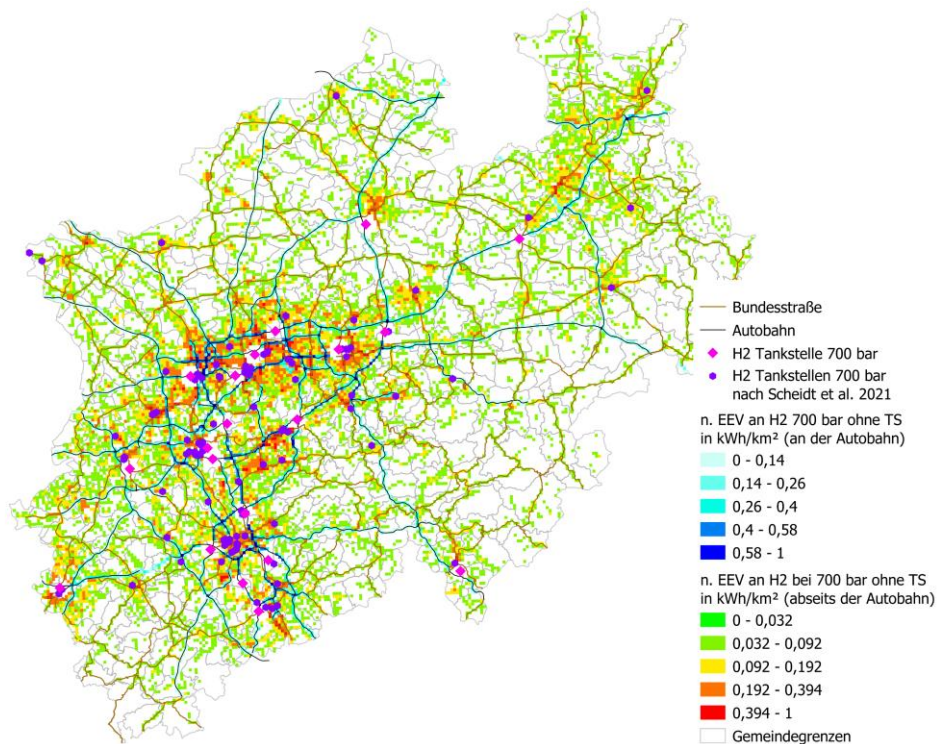 Bundesstraße
Autobahn
H2 Tankstelle 700 bar
H2 Tankstellen 700 bar
nach Scheidt et al. 2021
n. EEV an H2 700 bar ohne TS
in kWh/km² (an der Autobahn)
0 - 0,14
0,14 - 0,26
0,26 - 0,4
0,4 - 0,58
0,58 - 1
n. EEV an H2 bei 700 bar ohne TS
in kWh/km² (abseits der Autobahn)
0 - 0,032
0,032 - 0,092
0,092 - 0,192
0,192 - 0,394
0,394 - 1
Gemeindegrenzen